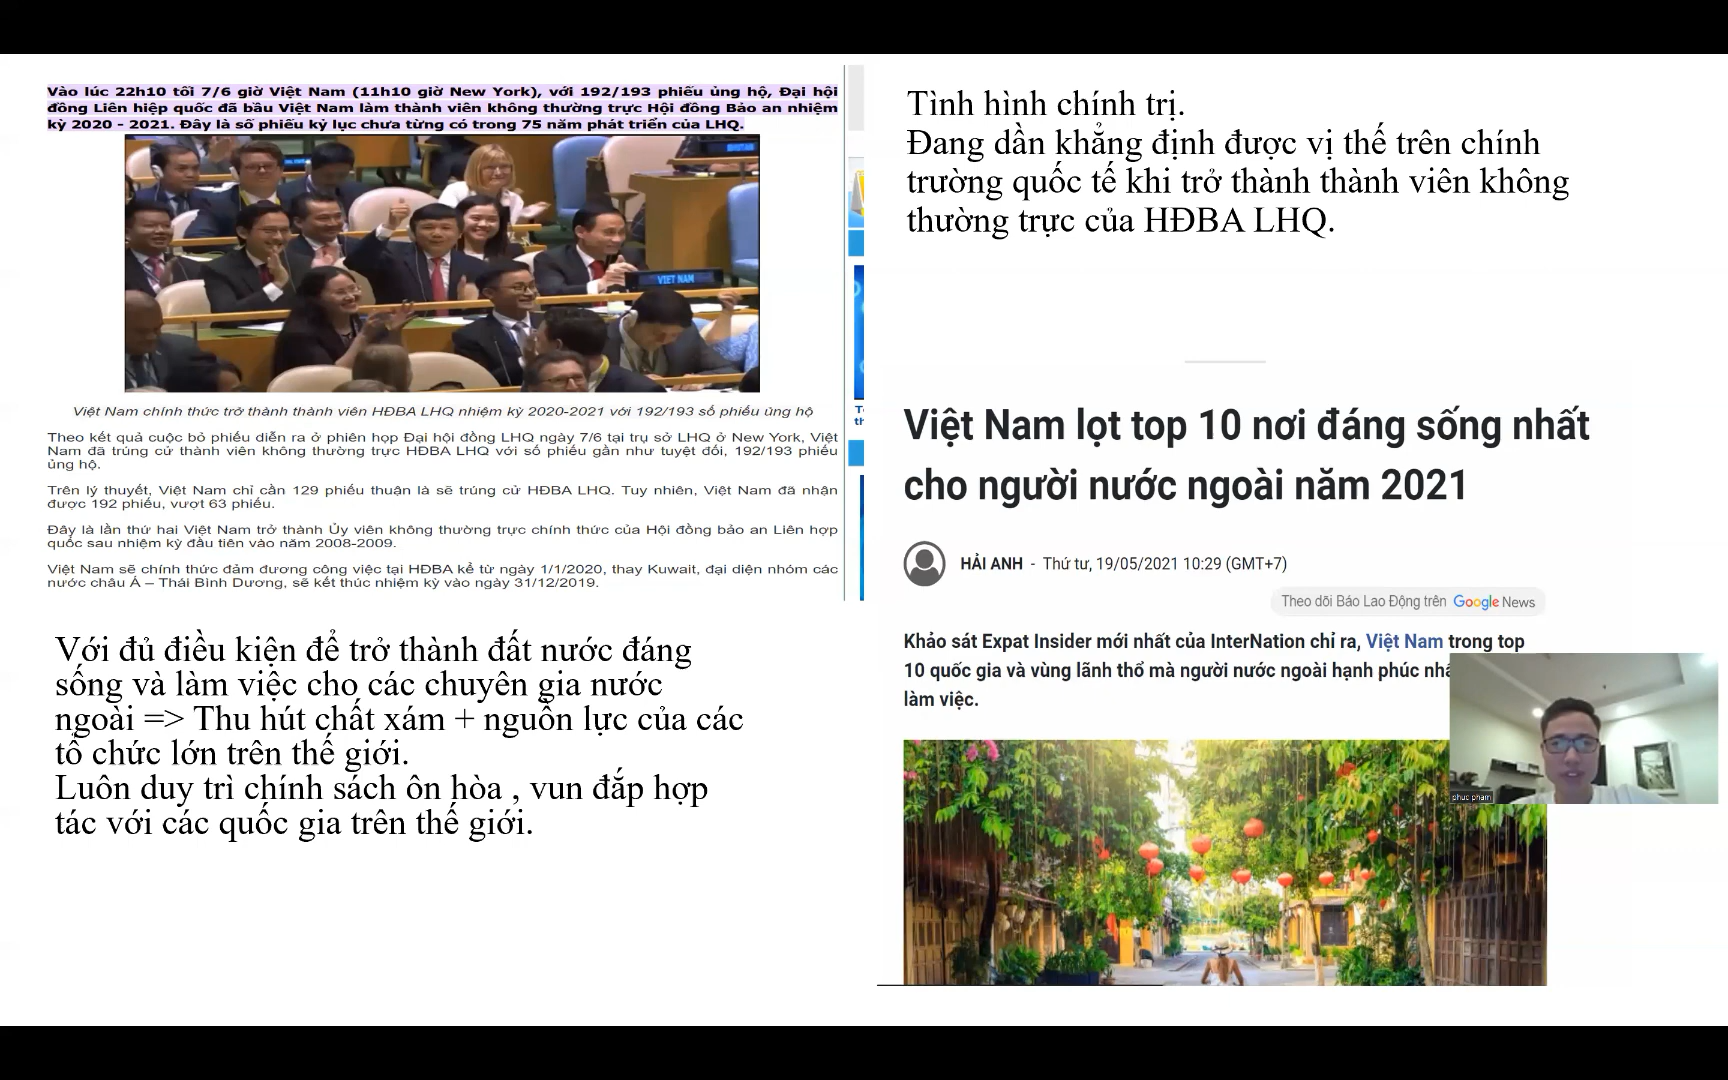 Vào lúc 22h10 tối 7/6 giờ Việt Nam (11h10 giờ New York), với 192/193 phiếu ủng hộ, Đại hội
đồng Liên hiệp quốc đã bầu Việt Nam làm thành viên không thường trực Hội đồng Bảo an nhiệm
kỳ 2020 - 2021. Đây là số phiếu kỷ lục chưa từng có trong 75 năm phát triển của LHQ.
BHUTAN
VIET NAM
Việt Nam chính thức trở thành thành viên HĐBA LHQ nhiệm kỳ 2020-2021 với 192/193 số phiếu ủng hộ
Theo kết quả cuộc bỏ phiếu diễn ra ở phiên họp Đại hội đồng LHQ ngày 7/6 tại trụ sở LHQ ở New York, Việt
Nam đã trúng cử thành viên không thường trực HĐBA LHQ với số phiếu gần như tuyệt đối, 192/193 phiếu
ủng hộ.
Trên lý thuyết, Việt Nam chỉ cần 129 phiếu thuận là sẽ trúng cử HĐBA LHQ. Tuy nhiên, Việt Nam đã nhận
được 192 phiếu, vượt 63 phiếu.
Đây là lần thứ hai Việt Nam trở thành Ủy viên không thường trực chính thức của Hội đồng bảo an Liên hợp
quốc sau nhiệm kỳ đầu tiên vào năm 2008-2009.
Việt Nam sẽ chính thức đảm đương công việc tại HĐBA kể từ ngày 1/1/2020, thay Kuwait, đại diện nhóm các
nước châu Á – Thái Bình Dương, sẽ kết thúc nhiệm kỳ vào ngày 31/12/2019.
Với đủ điều kiện để trở thành đất nước đáng
sống và làm việc cho các chuyên gia nước
ngoài => Thu hút chất xám + nguồn lực của các
tổ chức lớn trên thế giới.
Luôn duy trì chính sách ôn hòa , vun đắp hợp
tác với các quốc gia trên thế giới.
Tình hình chính trị.
Đang dần khẳng định được vị thế trên chính
trường quốc tế khi trở thành thành viên không
thường trực của HĐBA LHQ.
Việt Nam lọt top 10 nơi đáng sống nhất
cho người nước ngoài năm 2021
HẢI ANH - Thứ tư, 19/05/2021 10:29 (GMT+7)
Theo dõi Báo Lao Động trên Google News
Khảo sát Expat Insider mới nhất của InterNation chỉ ra, Việt Nam trong top
10 quốc gia và vùng lãnh thổ mà người nước ngoài hạnh phúc
làm việc.
phuc pham